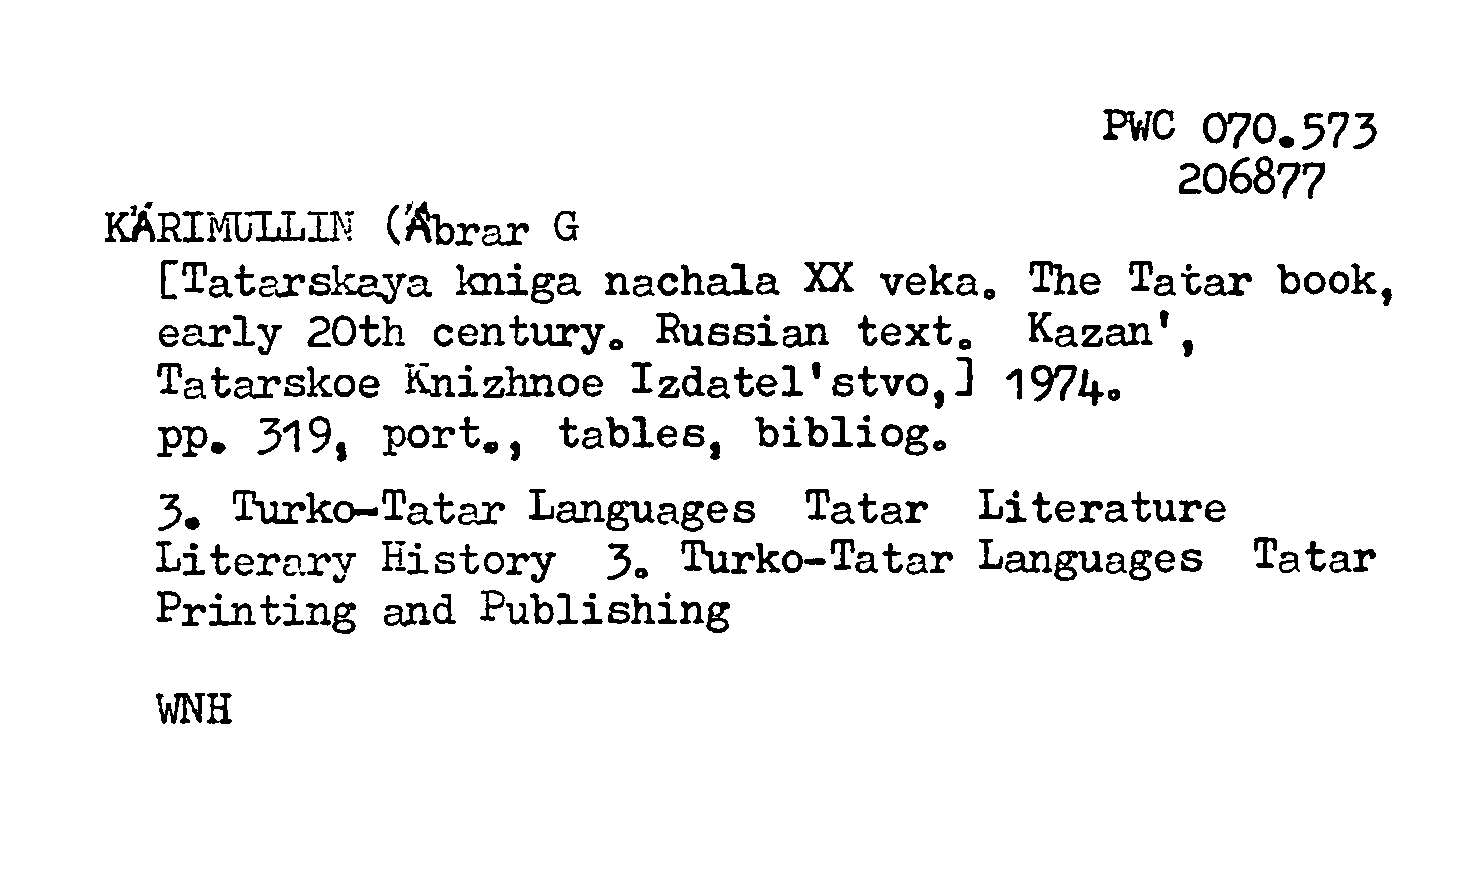 PWC 070.573
206877
KÄRIMULLIN (Äbrar G
[Tatarskaya kniga nachala XX veka. The Tatar book,
early 20th century. Russian text. Kazan',
Tatarskoe Knizhnoe Izdatel'stvo,] 1974.
pp. 319, port., tables, bibliog.
3. Turko-Tatar Languages Tatar Literature
Literary History 3. Turko-Tatar Languages Tatar
Printing and Publishing
WNH